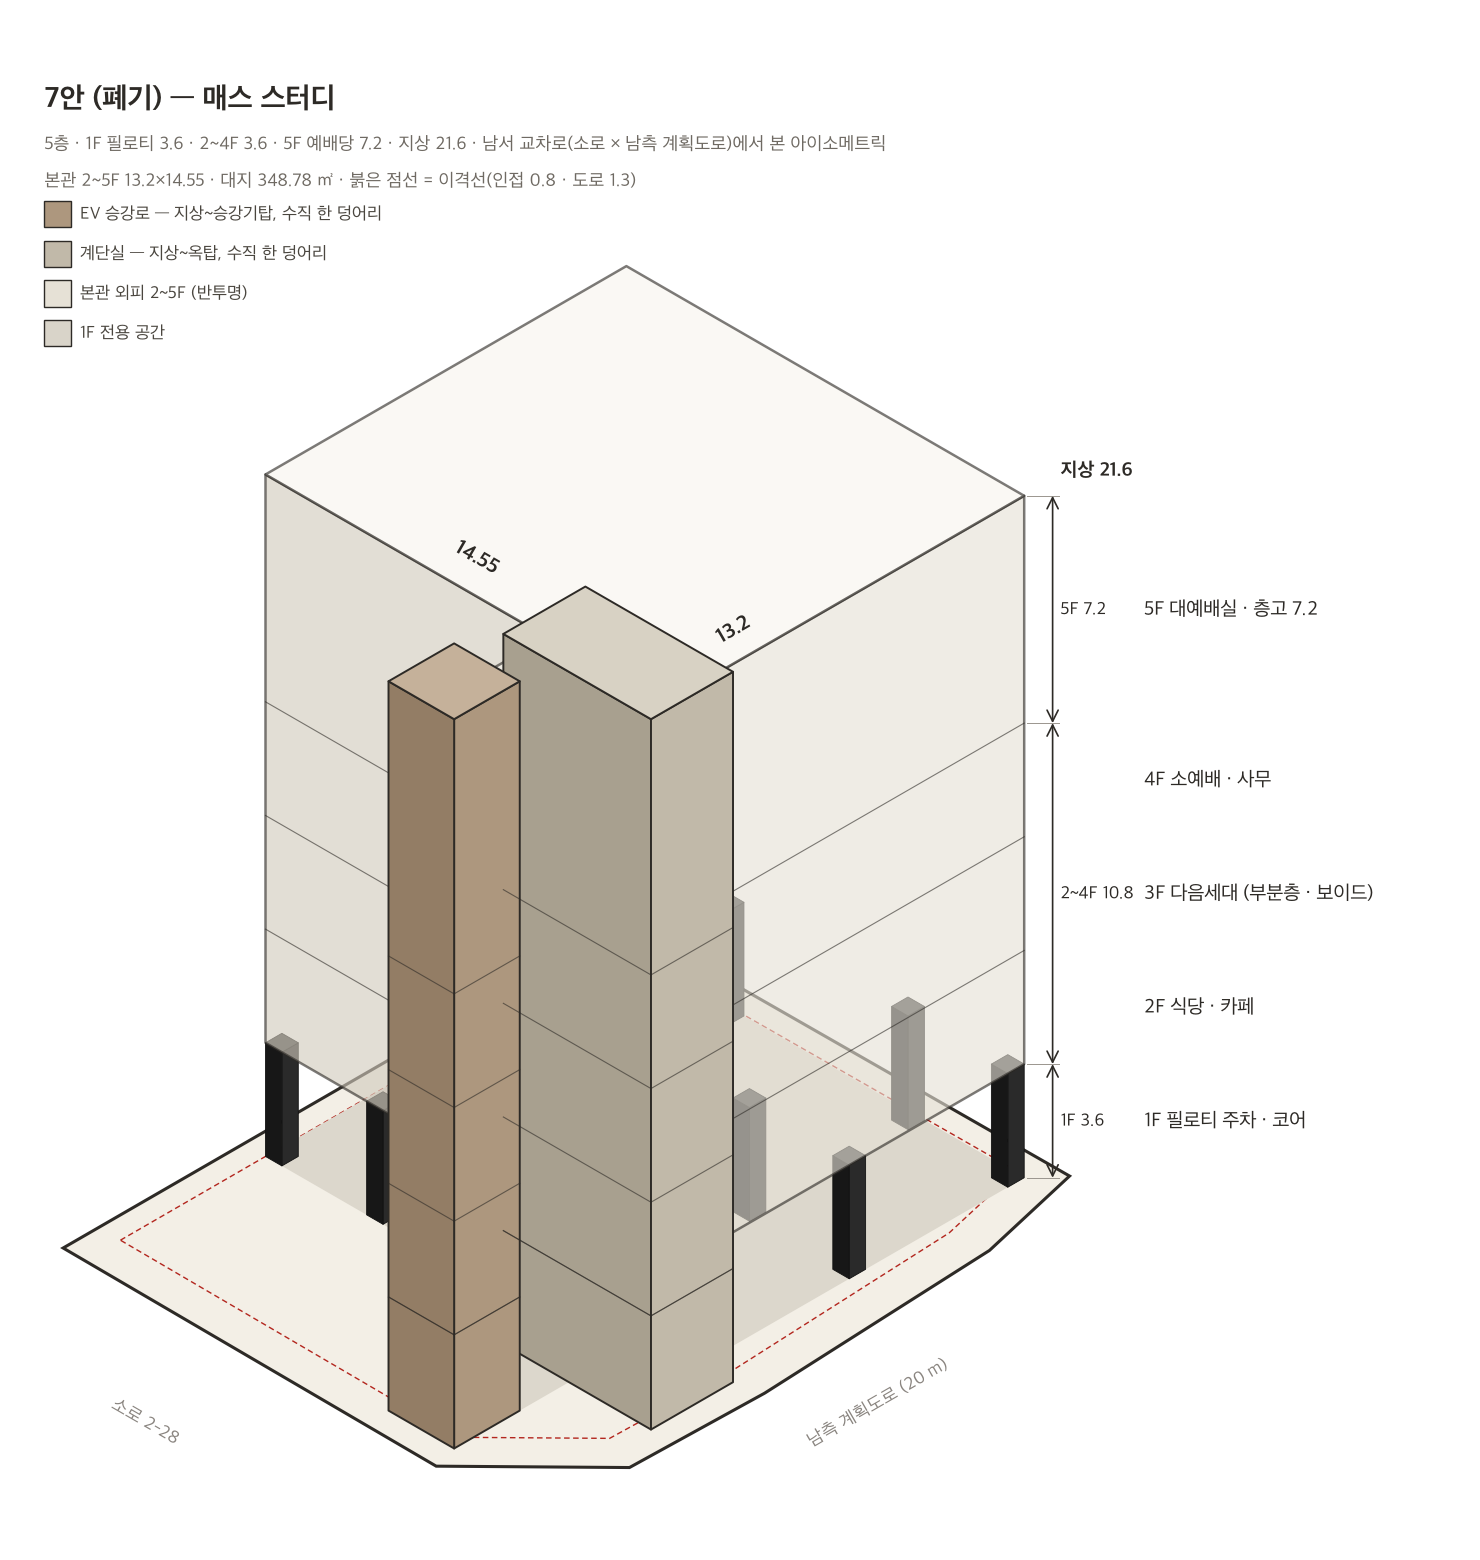 7안 (폐기) — 매스 스터디
5층 · 1F 필로티 3.6 · 2~4F 3.6 · 5F 예배당 7.2 · 지상 21.6 · 남서 교차로(소로 × 남측 계획도로)에서 본 아이소메트릭
본관 2~5F 13.2×14.55 · 대지 348.78 ㎡ · 붉은 점선 = 이격선(인접 0.8 · 도로 1.3)
EV 승강로 — 지상~승강기탑, 수직 한 덩어리
계단실 — 지상~옥탑, 수직 한 덩어리
본관 외피 2~5F (반투명)
1F 전용 공간
지상 21.6
14.55
13.2
5F 7.2 5F 대예배실 · 층고 7.2
4F 소예배 · 사무
2~4F 10.8 3F 다음세대 (부분층 · 보이드)
2F 식당 · 카페
1F 3.6 1F 필로티 주차 · 코어
소로 2-28
남측 계획도로 (20 m)